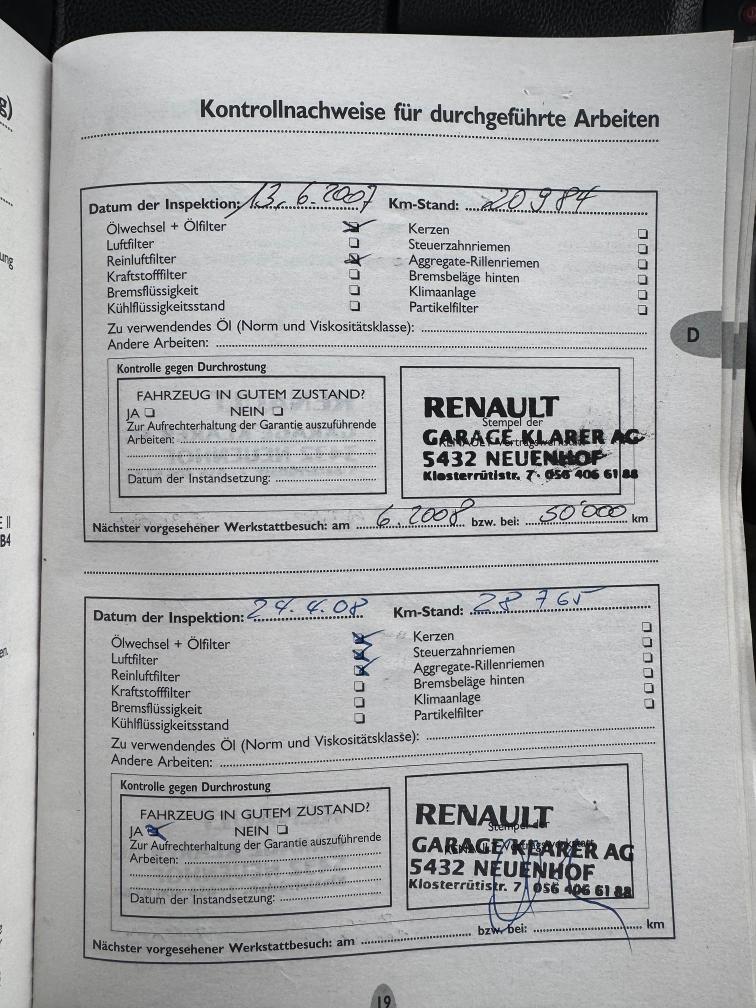 Kontrollnachweise für durchgeführte Arbeiten
Datum der Inspektion: 13.6.2007 Km-Stand: 20984
Ölwechsel + Ölfilter Kerzen
Luftfilter Steuerzahnriemen
Reinluftfilter Aggregate-Rillenriemen
Kraftstofffilter Bremsbeläge hinten
Bremsflüssigkeit Klimaanlage
Kühlflüssigkeitsstand Partikelfilter
Zu verwendendes Öl (Norm und Viskositätsklasse):
Andere Arbeiten:
Kontrolle gegen Durchrostung
FAHRZEUG IN GUTEM ZUSTAND?
JA NEIN
Zur Aufrechterhaltung der Garantie auszuführende
Arbeiten:
Datum der Instandsetzung:
RENAULT
Stempel der
GARAGE KLARER AG
5432 NEUENHOF
Klosterrütistr. 7 · 056 406 61 88
Nächster vorgesehener Werkstattbesuch: am 6.2008 bzw. bei: 50'000 km
D
Datum der Inspektion: 24.4.08 Km-Stand: 28 765
Ölwechsel + Ölfilter Kerzen
Luftfilter Steuerzahnriemen
Reinluftfilter Aggregate-Rillenriemen
Kraftstofffilter Bremsbeläge hinten
Bremsflüssigkeit Klimaanlage
Kühlflüssigkeitsstand Partikelfilter
Zu verwendendes Öl (Norm und Viskositätsklasse):
Andere Arbeiten:
Kontrolle gegen Durchrostung
FAHRZEUG IN GUTEM ZUSTAND?
JA NEIN
Zur Aufrechterhaltung der Garantie auszuführende
Arbeiten:
Datum der Instandsetzung:
RENAULT
Stempel der
GARAGE KLARER AG
5432 NEUENHOF
Klosterrütistr. 7 056 406 61 88
Nächster vorgesehener Werkstattbesuch: am bzw. bei: km
19